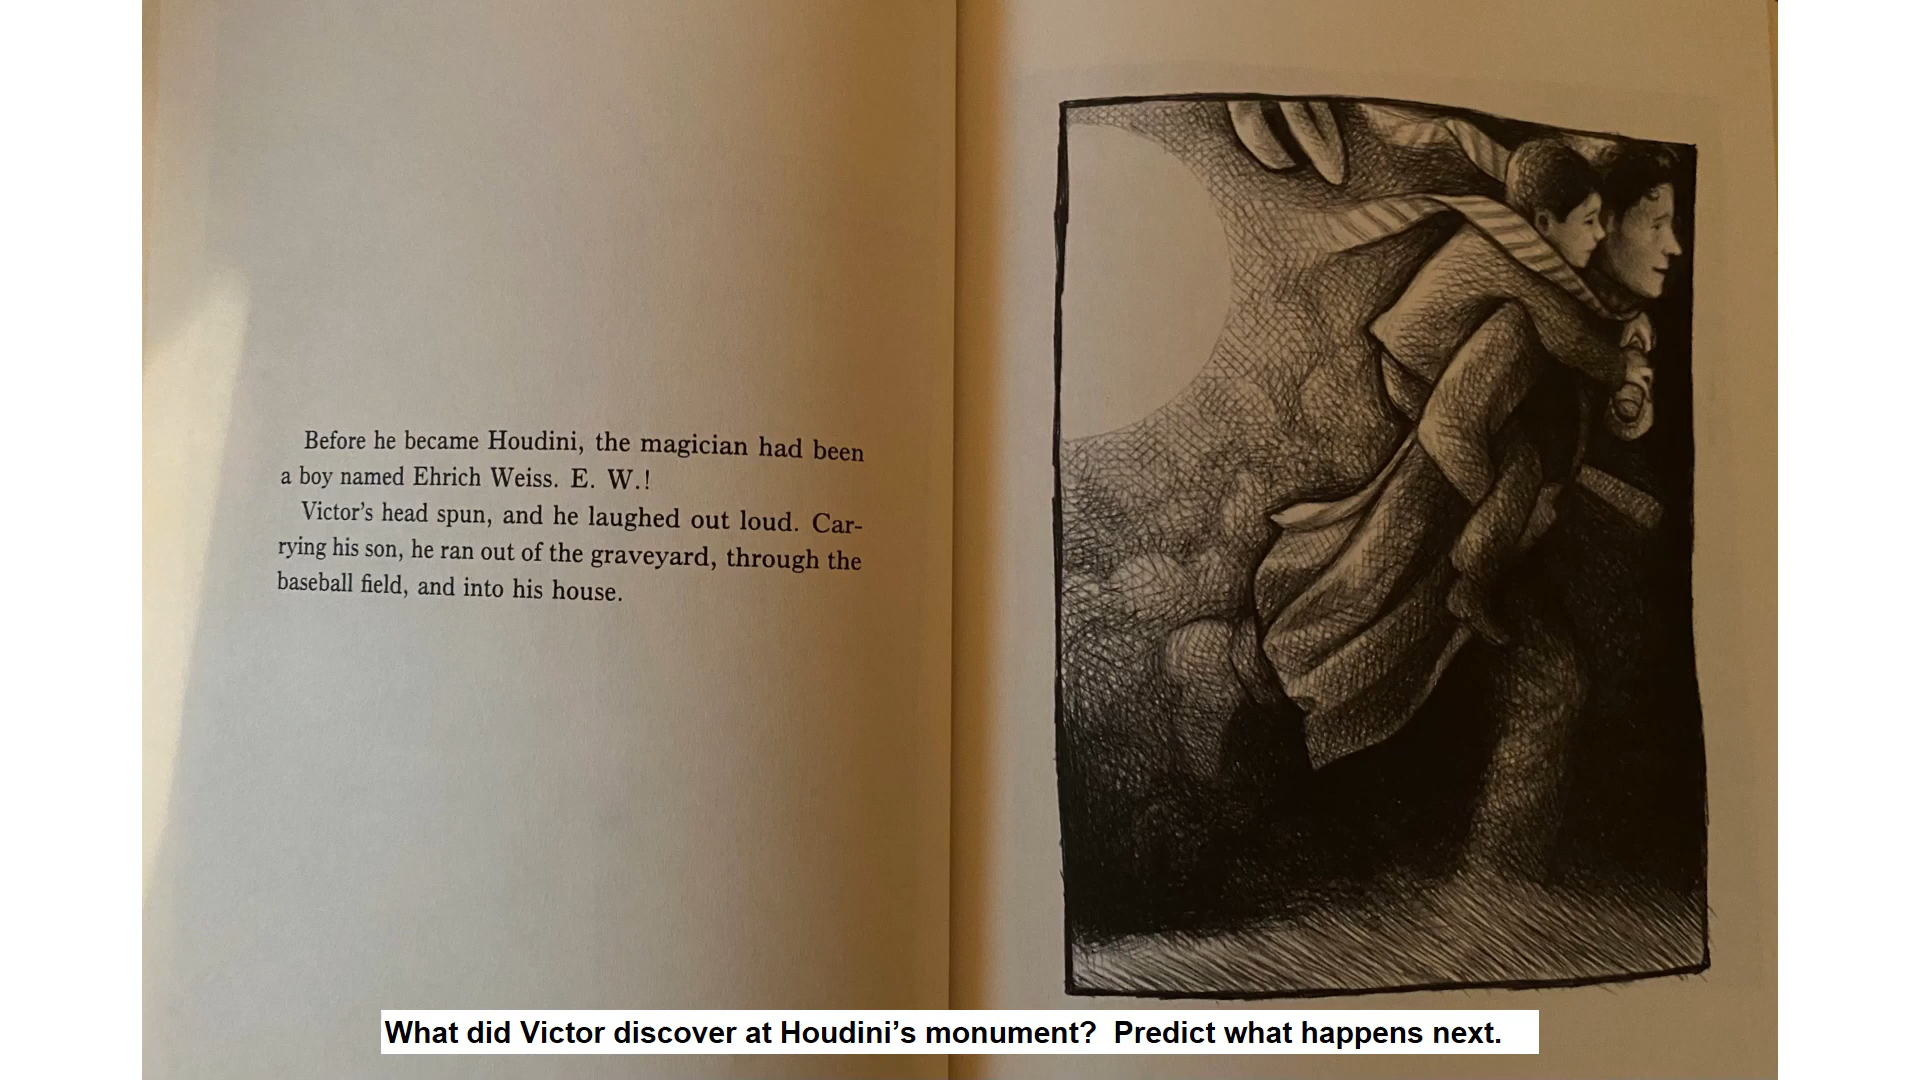 Before he became Houdini, the magician had been
a boy named Ehrich Weiss. E. W.!
Victor's head spun, and he laughed out loud. Car-
rying his son, he ran out of the graveyard, through the
baseball field, and into his house.
What did Victor discover at Houdini’s monument?  Predict what happens next.